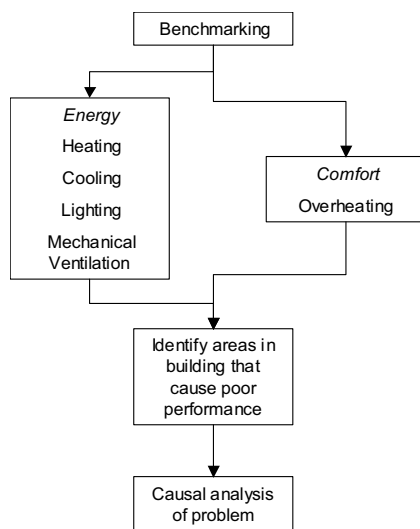 Benchmarking
Energy
Heating
Cooling
Lighting
Mechanical
Ventilation
Comfort
Overheating
Identify areas in
building that
cause poor
performance
Causal analysis
of problem